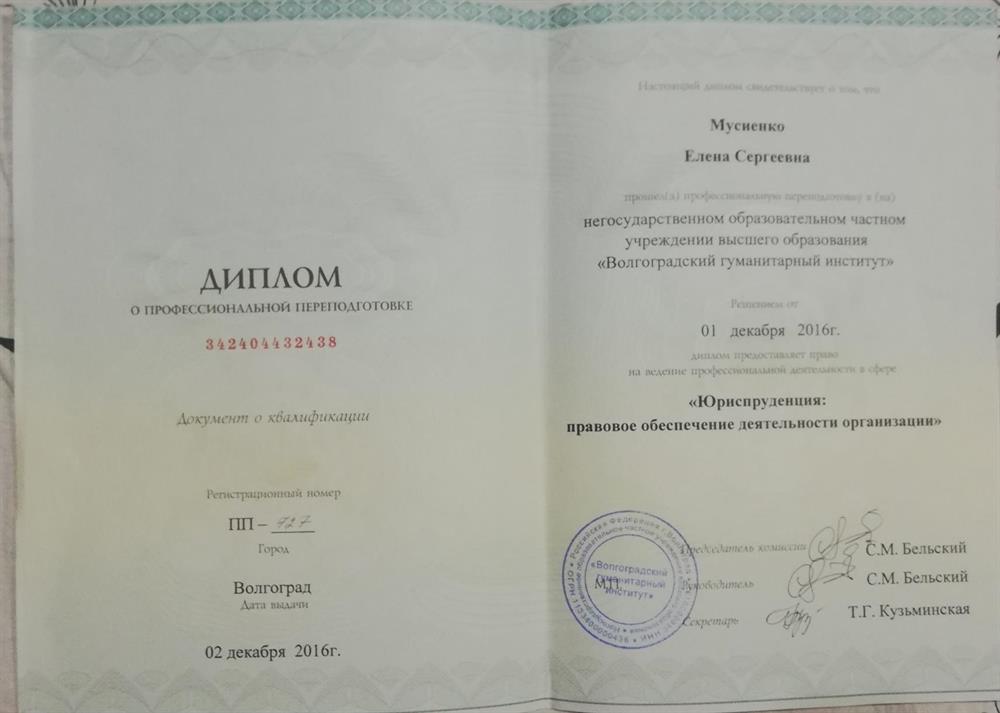 ДИПЛОМ
О ПРОФЕССИОНАЛЬНОЙ ПЕРЕПОДГОТОВКЕ
342404432438
Документ о квалификации
Регистрационный номер
ПП – 727
Город
Волгоград
Дата выдачи
02 декабря 2016г.
Настоящий диплом свидетельствует о том, что
Мусиенко
Елена Сергеевна
прошел(а) профессиональную переподготовку в (на)
негосударственном образовательном частном
учреждении высшего образования
«Волгоградский гуманитарный институт»
Решением от
01 декабря 2016г.
диплом предоставляет право
на ведение профессиональной деятельности в сфере
«Юриспруденция:
правовое обеспечение деятельности организации»
Председатель комиссии С.М. Бельский
М.П. Руководитель С.М. Бельский
Секретарь Т.Г. Кузьминская
«Волгоградский
гуманитарный
институт»